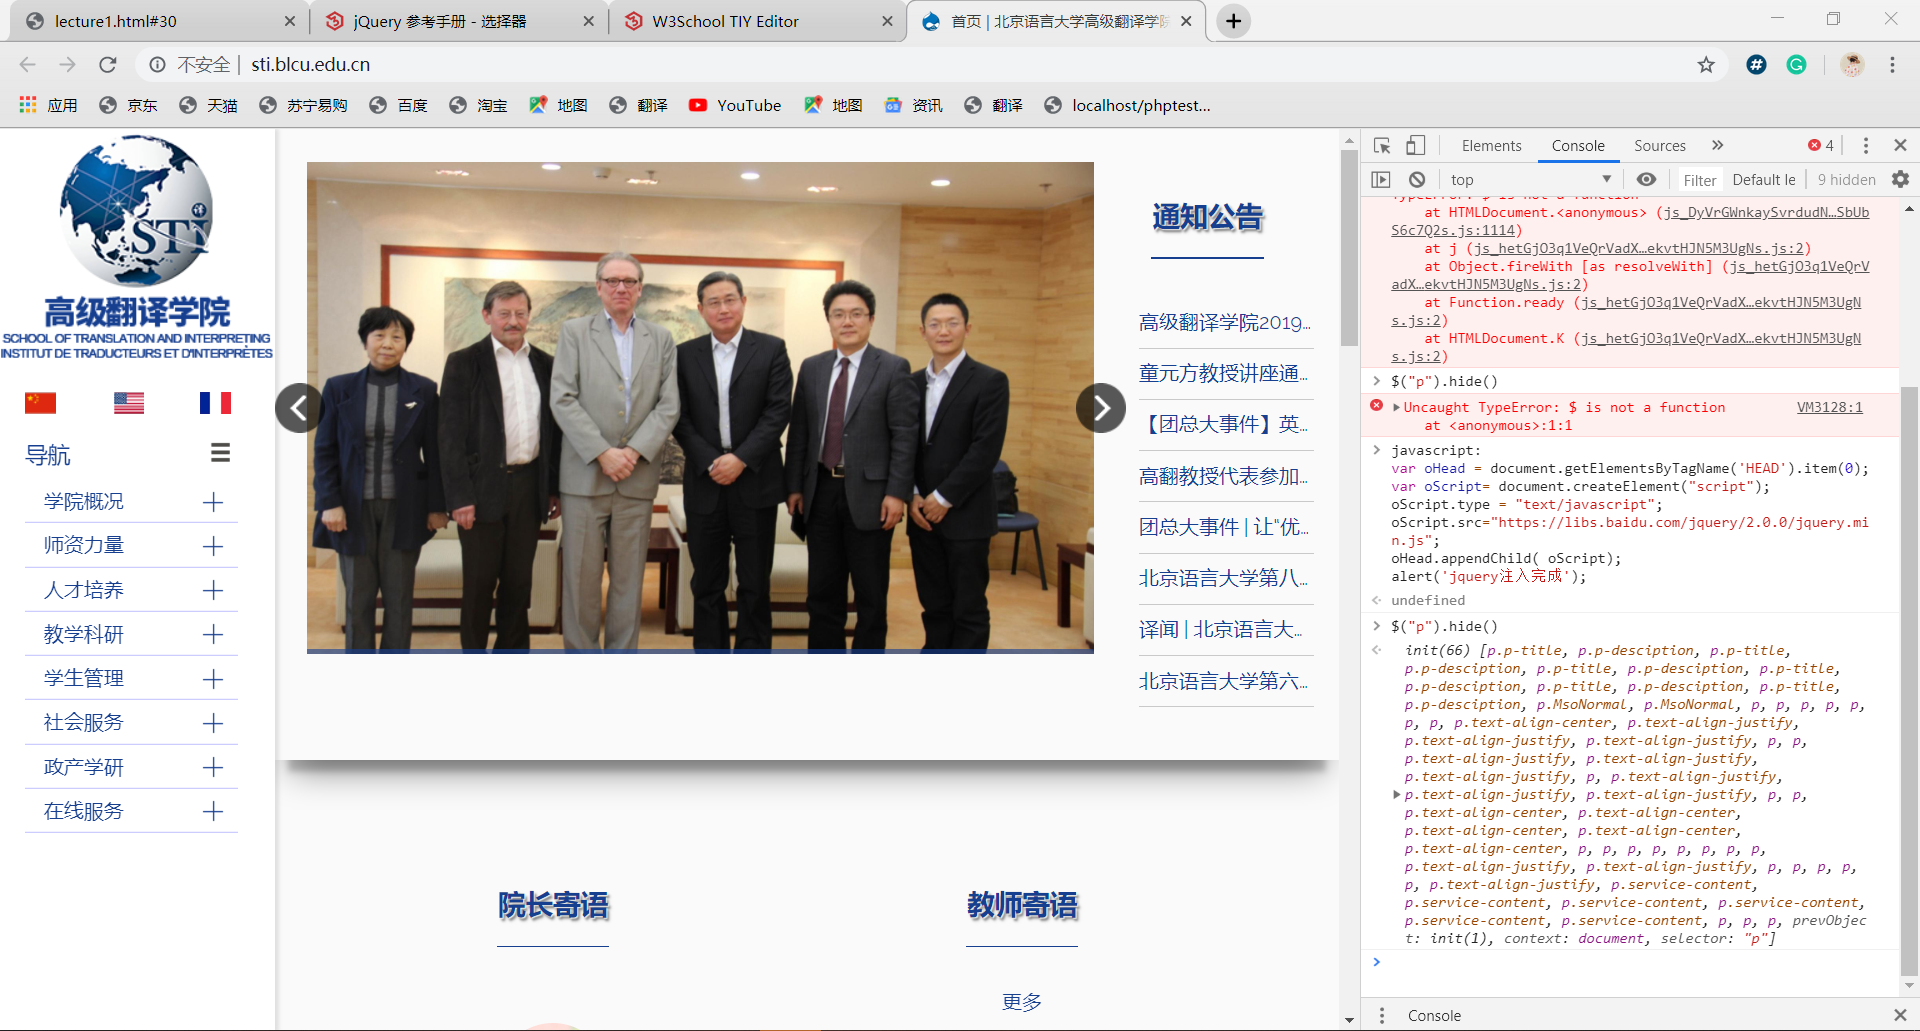 lecture1.html#30
jQuery 参考手册 - 选择器
W3School TIY Editor
首页 | 北京语言大学高级翻译学院
不安全 | sti.blcu.edu.cn
应用 京东 天猫 苏宁易购 百度 淘宝 地图 翻译 YouTube 地图 资讯 翻译 localhost/phptest...
STi
高级翻译学院
SCHOOL OF TRANSLATION AND INTERPRETING
INSTITUT DE TRADUCTEURS ET D'INTERPRÈTES
导航
学院概况
师资力量
人才培养
教学科研
学生管理
社会服务
政产学研
在线服务
通知公告
高级翻译学院2019...
童元方教授讲座通...
【团总大事件】英...
高翻教授代表参加...
团总大事件 | 让“优...
北京语言大学第八...
译闻 | 北京语言大...
北京语言大学第六...
院长寄语
教师寄语
更多
Elements Console Sources » 4
top Filter Default le 9 hidden
TypeError: $ is not a function
at HTMLDocument.<anonymous> (js_DyVrGWnkaySvrdudN…SbUb
S6c7Q2s.js:1114)
at j (js_hetGjO3q1VeQrVadX…ekvtHJN5M3UgNs.js:2)
at Object.fireWith [as resolveWith] (js_hetGjO3q1VeQrV
adX…ekvtHJN5M3UgNs.js:2)
at Function.ready (js_hetGjO3q1VeQrVadX…ekvtHJN5M3UgN
s.js:2)
at HTMLDocument.K (js_hetGjO3q1VeQrVadX…ekvtHJN5M3UgN
s.js:2)
> $("p").hide()
Uncaught TypeError: $ is not a function VM3128:1
at <anonymous>:1:1
> javascript:
var oHead = document.getElementsByTagName('HEAD').item(0);
var oScript= document.createElement("script");
oScript.type = "text/javascript";
oScript.src="https://libs.baidu.com/jquery/2.0.0/jquery.mi
n.js";
oHead.appendChild( oScript);
alert('jquery注入完成');
undefined
> $("p").hide()
init(66) [p.p-title, p.p-desciption, p.p-title,
p.p-desciption, p.p-title, p.p-desciption, p.p-title,
p.p-desciption, p.p-title, p.p-desciption, p.p-title,
p.p-desciption, p.MsoNormal, p.MsoNormal, p, p, p, p, p,
p, p, p.text-align-center, p.text-align-justify,
p.text-align-justify, p.text-align-justify, p, p,
p.text-align-justify, p.text-align-justify,
p.text-align-justify, p, p.text-align-justify,
p.text-align-justify, p.text-align-justify, p, p,
p.text-align-center, p.text-align-center,
p.text-align-center, p.text-align-center,
p.text-align-center, p, p, p, p, p, p, p, p,
p.text-align-justify, p.text-align-justify, p, p, p, p,
p, p.text-align-justify, p.service-content,
p.service-content, p.service-content, p.service-content,
p.service-content, p.service-content, p, p, p, prevObjec
t: init(1), context: document, selector: "p"]
>
Console